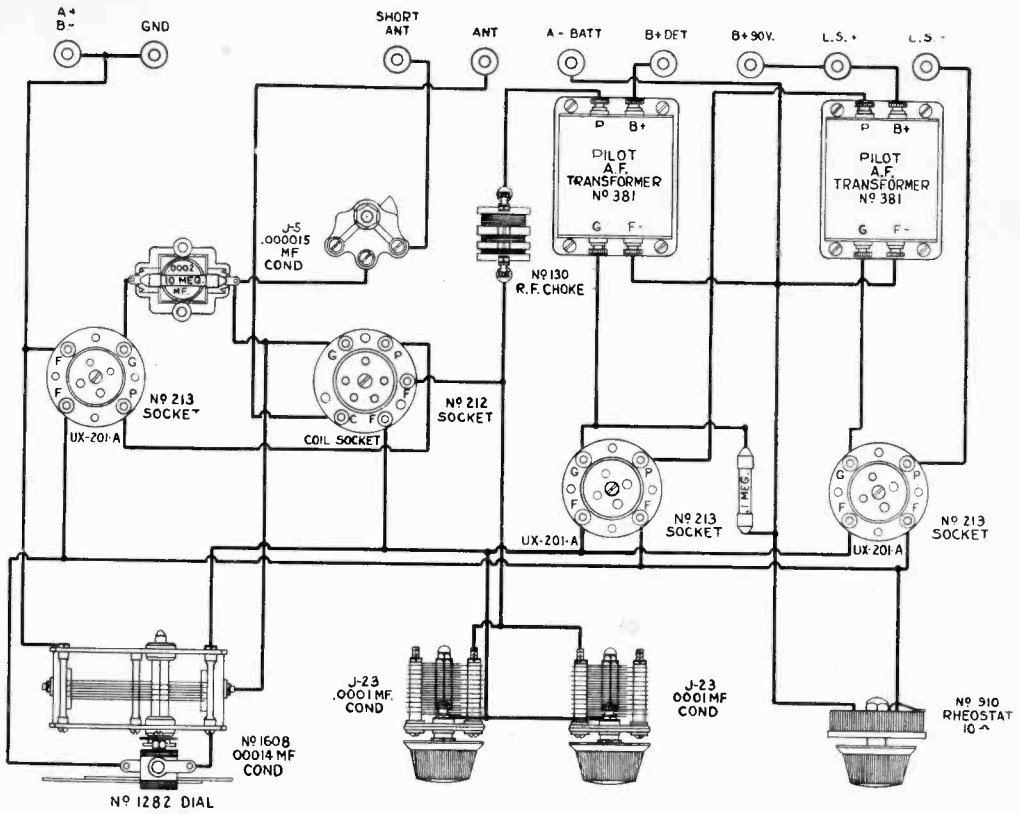 A+
B-
GND
SHORT
ANT
ANT
A- BATT
B+ DET
B+ 90V.
L.S. +
L.S. -
P B+
PILOT
A.F.
TRANSFORMER
Nº 381
G F-
P B+
PILOT
A.F.
TRANSFORMER
Nº 381
G F-
J-5
.000015
MF
COND
.0002
10 MEG.
MF.
Nº 130
R.F. CHOKE
F G
F P
Nº 213
SOCKET
UX-201-A
G P
F
C F
Nº 212
SOCKET
COIL SOCKET
G P
F F
1 MEG.
Nº 213
SOCKET
UX-201-A
G P
F F
Nº 213
SOCKET
UX-201-A
J-23
.0001 MF.
COND
J-23
0001 MF
COND
Nº 910
RHEOSTAT
10
Nº 1608
00014 MF
COND
Nº 1282 DIAL